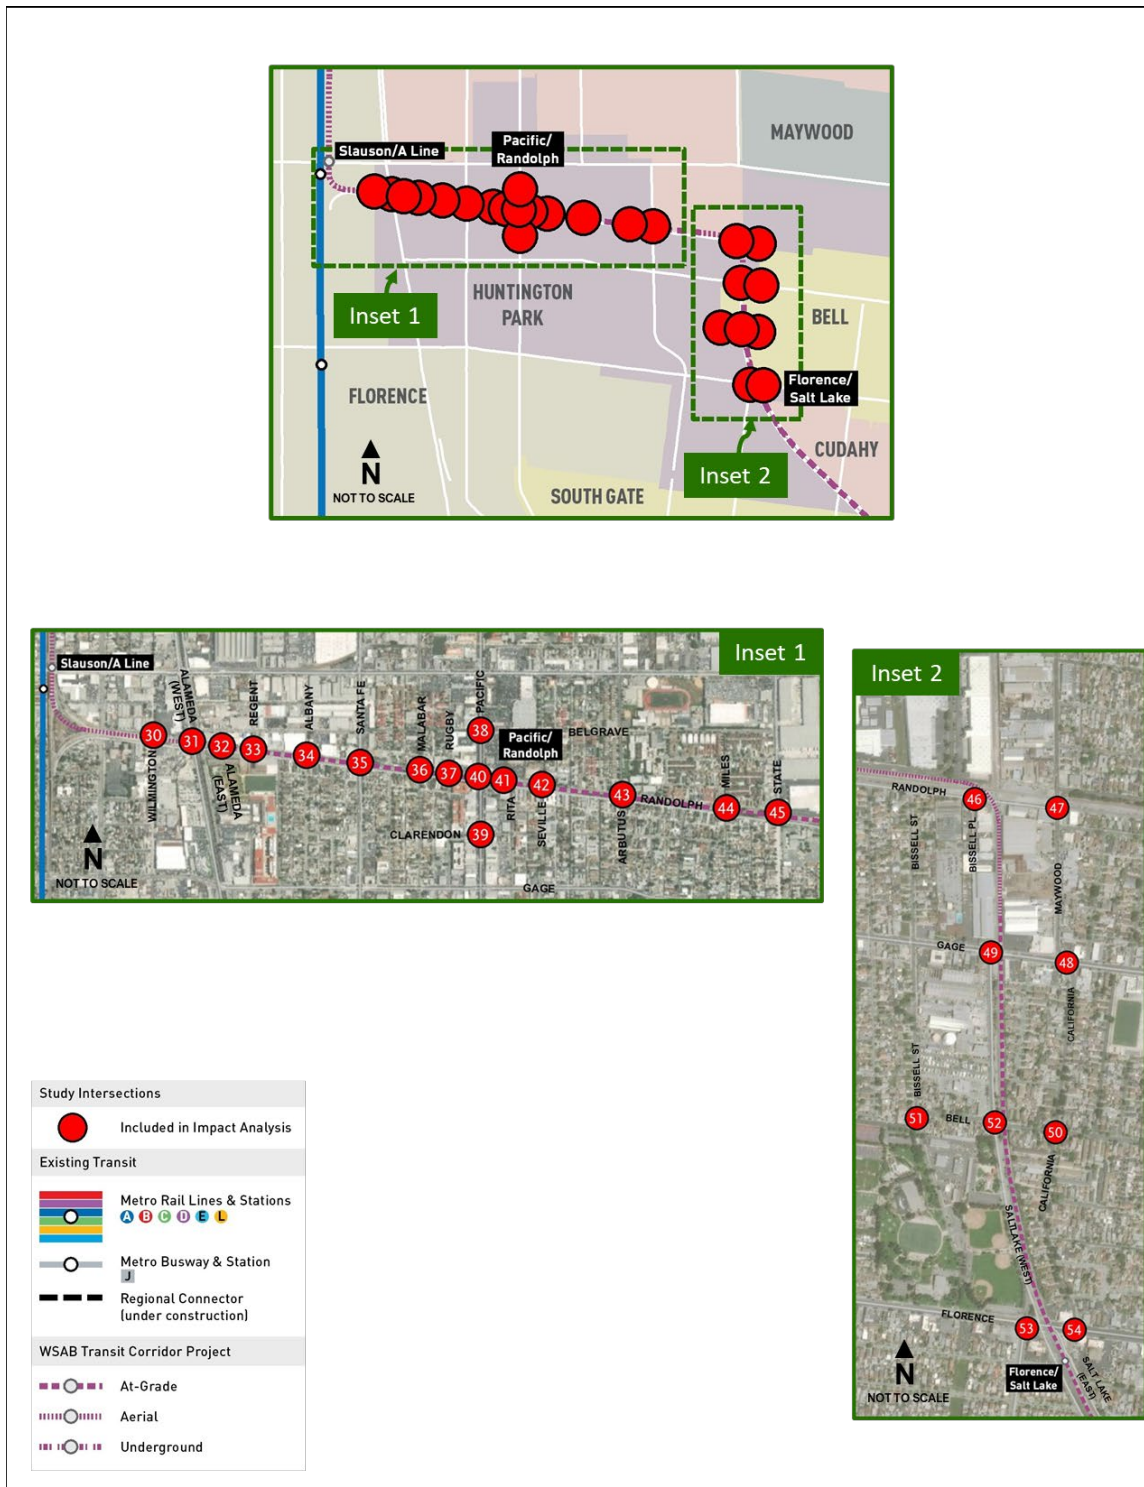 MAYWOOD
Pacific/
Randolph
Slauson/A Line
HUNTINGTON
PARK
Inset 1
BELL
FLORENCE
Florence/
Salt Lake
CUDAHY
Inset 2
SOUTH GATE
N
NOT TO SCALE
Inset 1
Slauson/A Line
ALAMEDA
(WEST)
REGENT
ALBANY
SANTA FE
MALABAR
RUGBY
PACIFIC
38
BELGRAVE
Pacific/
Randolph
30
31
32
33
34
35
36
37
40
41
42
43
RANDOLPH
MILES
44
STATE
45
WILMINGTON
ALAMEDA
(EAST)
RITA
SEVILLE
ARBUTUS
CLARENDON
39
N
NOT TO SCALE
GAGE
Inset 2
RANDOLPH
46
47
BISSELL ST
BISSELL PL
MAYWOOD
GAGE
49
48
CALIFORNIA
BISSELL ST
51
BELL
52
50
CALIFORNIA
SALT LAKE (WEST)
FLORENCE
53
54
N
NOT TO SCALE
Florence/
Salt Lake
SALT LAKE
(EAST)
Study Intersections
Included in Impact Analysis
Existing Transit
Metro Rail Lines & Stations
A B C D E L
Metro Busway & Station
J
Regional Connector
(under construction)
WSAB Transit Corridor Project
At-Grade
Aerial
Underground